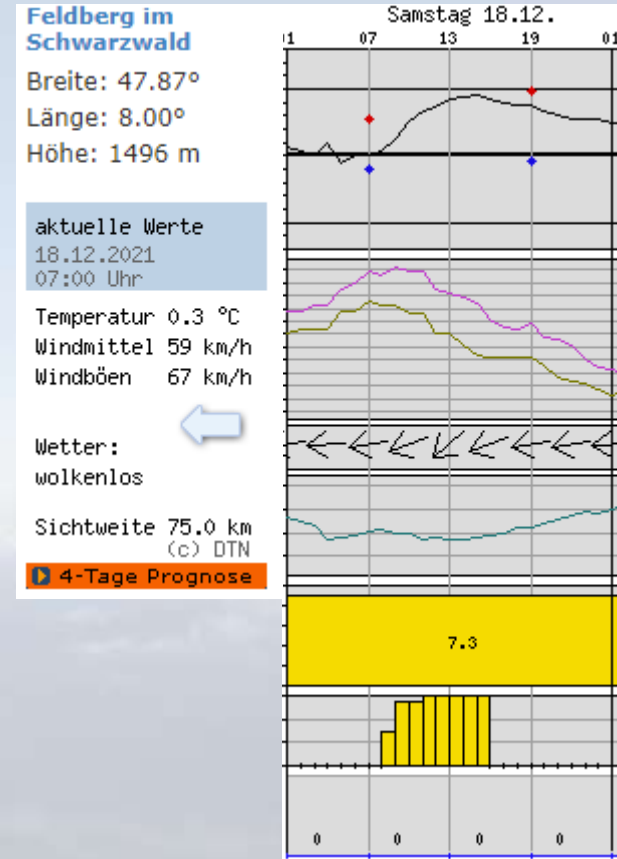 Feldberg im
Schwarzwald
Breite: 47.87°
Länge: 8.00°
Höhe: 1496 m
aktuelle Werte
18.12.2021
07:00 Uhr
Temperatur 0.3 °C
Windmittel 59 km/h
Windböen 67 km/h
Wetter:
wolkenlos
Sichtweite 75.0 km
(c) DTN
4-Tage Prognose
Samstag 18.12.
01 07 13 19 01
7.3
0 0 0 0